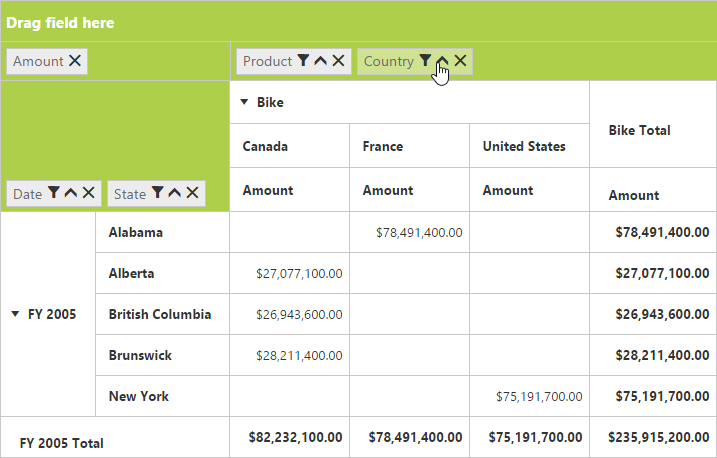 Drag field here
Amount
Product Country
Bike
Bike Total
Canada France United States
Amount Amount Amount Amount
Date State
Alabama $78,491,400.00 $78,491,400.00
Alberta $27,077,100.00 $27,077,100.00
FY 2005 British Columbia $26,943,600.00 $26,943,600.00
Brunswick $28,211,400.00 $28,211,400.00
New York $75,191,700.00 $75,191,700.00
FY 2005 Total $82,232,100.00 $78,491,400.00 $75,191,700.00 $235,915,200.00